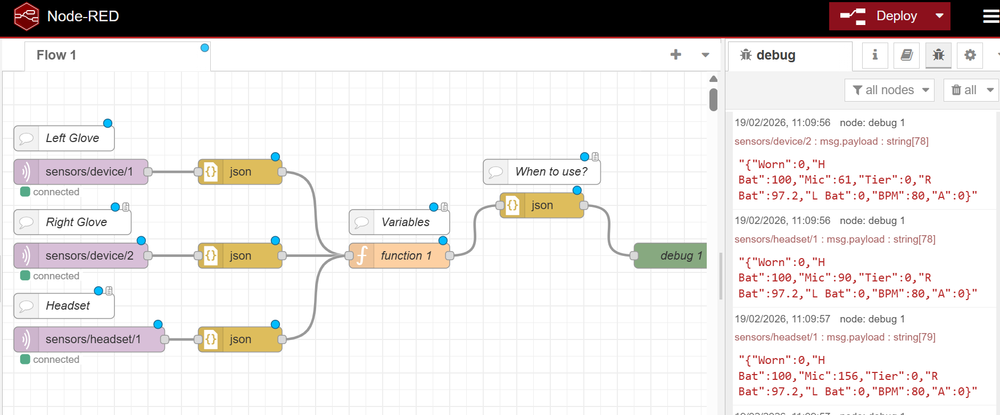 Node-RED
Deploy
Flow 1
debug
all nodes
all
Left Glove
sensors/device/1
json
connected
Right Glove
sensors/device/2
json
connected
Headset
sensors/headset/1
json
connected
Variables
function 1
When to use?
json
debug 1
19/02/2026, 11:09:56 node: debug 1
sensors/device/2 : msg.payload : string[78]
"{"Worn":0,"H
Bat":100,"Mic":61,"Tier":0,"R
Bat":97.2,"L Bat":0,"BPM":80,"A":0}"
19/02/2026, 11:09:56 node: debug 1
sensors/headset/1 : msg.payload : string[78]
"{"Worn":0,"H
Bat":100,"Mic":90,"Tier":0,"R
Bat":97.2,"L Bat":0,"BPM":80,"A":0}"
19/02/2026, 11:09:57 node: debug 1
sensors/headset/1 : msg.payload : string[79]
"{"Worn":0,"H
Bat":100,"Mic":156,"Tier":0,"R
Bat":97.2,"L Bat":0,"BPM":80,"A":0}"